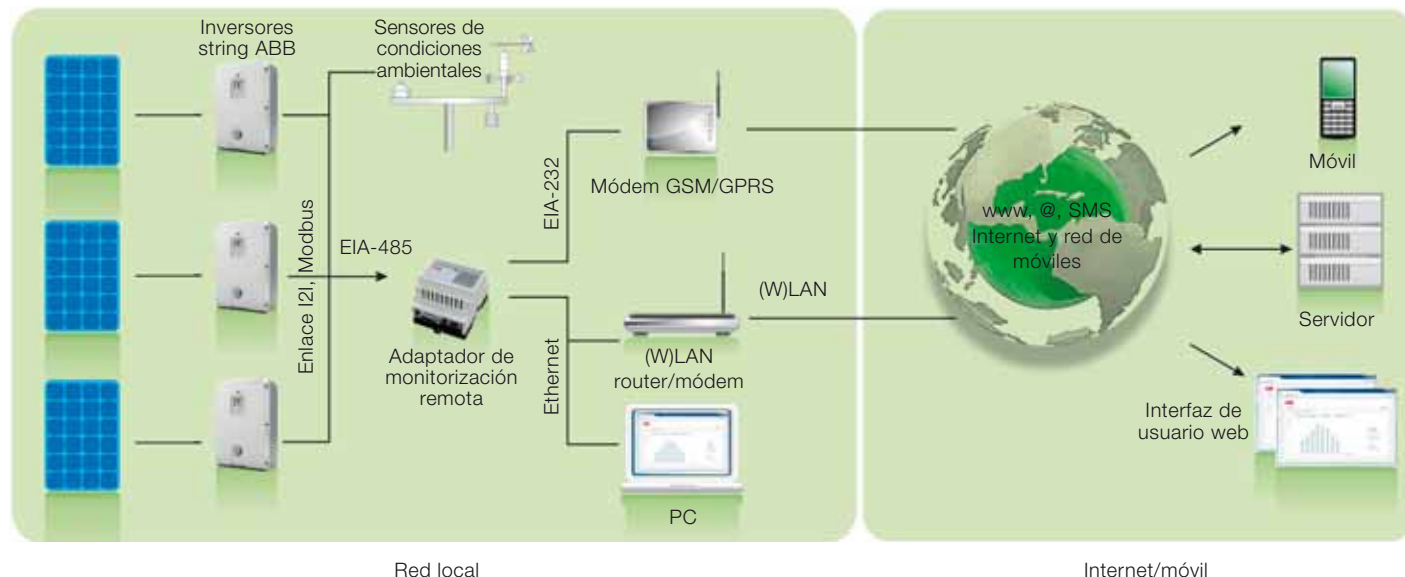 Inversores
string ABB
Sensores de
condiciones
ambientales
Enlace I2I, Modbus
EIA-485
Adaptador de
monitorización
remota
EIA-232
Ethernet
Módem GSM/GPRS
(W)LAN
router/módem
PC
(W)LAN
www, @, SMS
Internet y red de
móviles
Móvil
Servidor
Interfaz de
usuario web
Red local
Internet/móvil